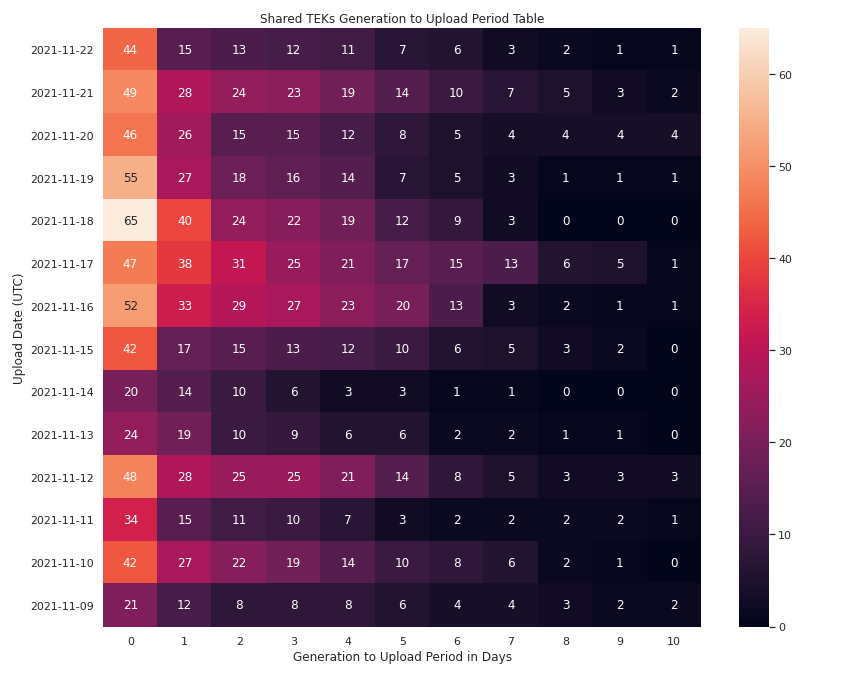 Shared TEKs Generation to Upload Period Table
Upload Date (UTC)
2021-11-22 44 15 13 12 11 7 6 3 2 1 1
2021-11-21 49 28 24 23 19 14 10 7 5 3 2
2021-11-20 46 26 15 15 12 8 5 4 4 4 4
2021-11-19 55 27 18 16 14 7 5 3 1 1 1
2021-11-18 65 40 24 22 19 12 9 3 0 0 0
2021-11-17 47 38 31 25 21 17 15 13 6 5 1
2021-11-16 52 33 29 27 23 20 13 3 2 1 1
2021-11-15 42 17 15 13 12 10 6 5 3 2 0
2021-11-14 20 14 10 6 3 3 1 1 0 0 0
2021-11-13 24 19 10 9 6 6 2 2 1 1 0
2021-11-12 48 28 25 25 21 14 8 5 3 3 3
2021-11-11 34 15 11 10 7 3 2 2 2 2 1
2021-11-10 42 27 22 19 14 10 8 6 2 1 0
2021-11-09 21 12 8 8 8 6 4 4 3 2 2
0 1 2 3 4 5 6 7 8 9 10
Generation to Upload Period in Days
60
50
40
30
20
10
0